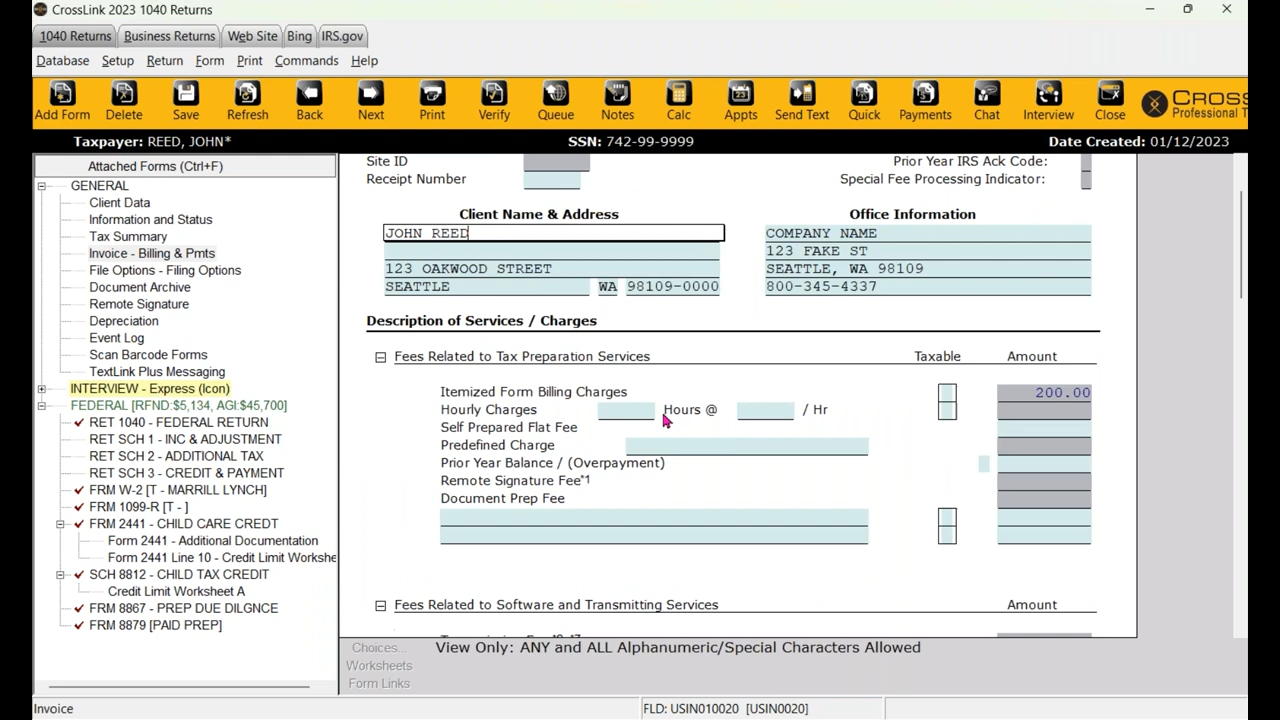 CrossLink 2023 1040 Returns
1040 Returns Business Returns Web Site Bing IRS.gov
Database Setup Return Form Print Commands Help
Add Form Delete Save Refresh Back Next Print Verify Queue Notes Calc Appts Send Text Quick Payments Chat Interview Close
CROSS
Professional T
Taxpayer: REED, JOHN* SSN: 742-99-9999 Date Created: 01/12/2023
Attached Forms (Ctrl+F)
GENERAL
Client Data
Information and Status
Tax Summary
Invoice - Billing & Pmts
File Options - Filing Options
Document Archive
Remote Signature
Depreciation
Event Log
Scan Barcode Forms
TextLink Plus Messaging
INTERVIEW - Express (Icon)
FEDERAL [RFND:$5,134, AGI:$45,700]
RET 1040 - FEDERAL RETURN
RET SCH 1 - INC & ADJUSTMENT
RET SCH 2 - ADDITIONAL TAX
RET SCH 3 - CREDIT & PAYMENT
FRM W-2 [T - MARRILL LYNCH]
FRM 1099-R [T - ]
FRM 2441 - CHILD CARE CREDT
Form 2441 - Additional Documentation
Form 2441 Line 10 - Credit Limit Workshe
SCH 8812 - CHILD TAX CREDIT
Credit Limit Worksheet A
FRM 8867 - PREP DUE DILGNCE
FRM 8879 [PAID PREP]
Site ID Prior Year IRS Ack Code:
Receipt Number Special Fee Processing Indicator:
Client Name & Address Office Information
JOHN REED COMPANY NAME
123 FAKE ST
123 OAKWOOD STREET SEATTLE, WA 98109
SEATTLE WA 98109-0000 800-345-4337
Description of Services / Charges
Fees Related to Tax Preparation Services Taxable Amount
Itemized Form Billing Charges 200.00
Hourly Charges Hours @ / Hr
Self Prepared Flat Fee
Predefined Charge
Prior Year Balance / (Overpayment)
Remote Signature Fee*1
Document Prep Fee
Fees Related to Software and Transmitting Services Amount
Choices... View Only: ANY and ALL Alphanumeric/Special Characters Allowed
Worksheets
Form Links
Invoice FLD: USIN010020 [USIN0020]